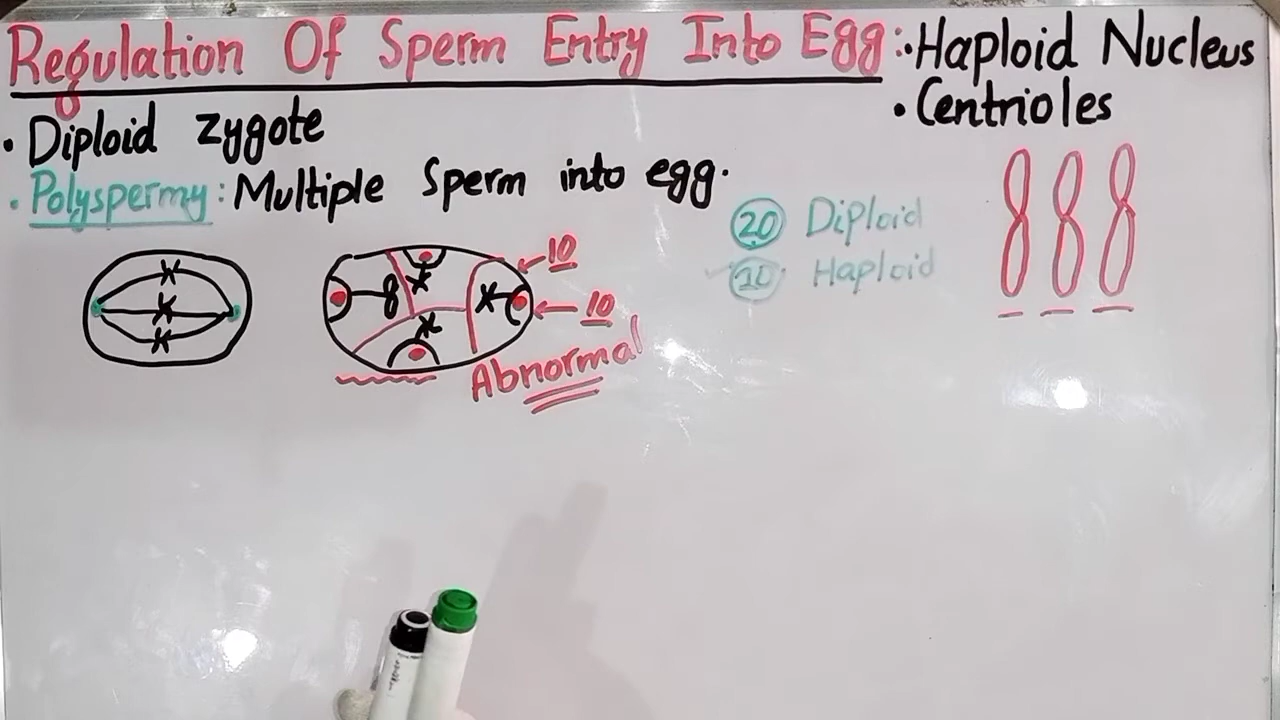 Regulation Of Sperm Entry Into Egg:
• Haploid Nucleus
• Centrioles
• Diploid zygote
• Polyspermy: Multiple Sperm into egg.
20 Diploid
10 Haploid
10
10
Abnormal